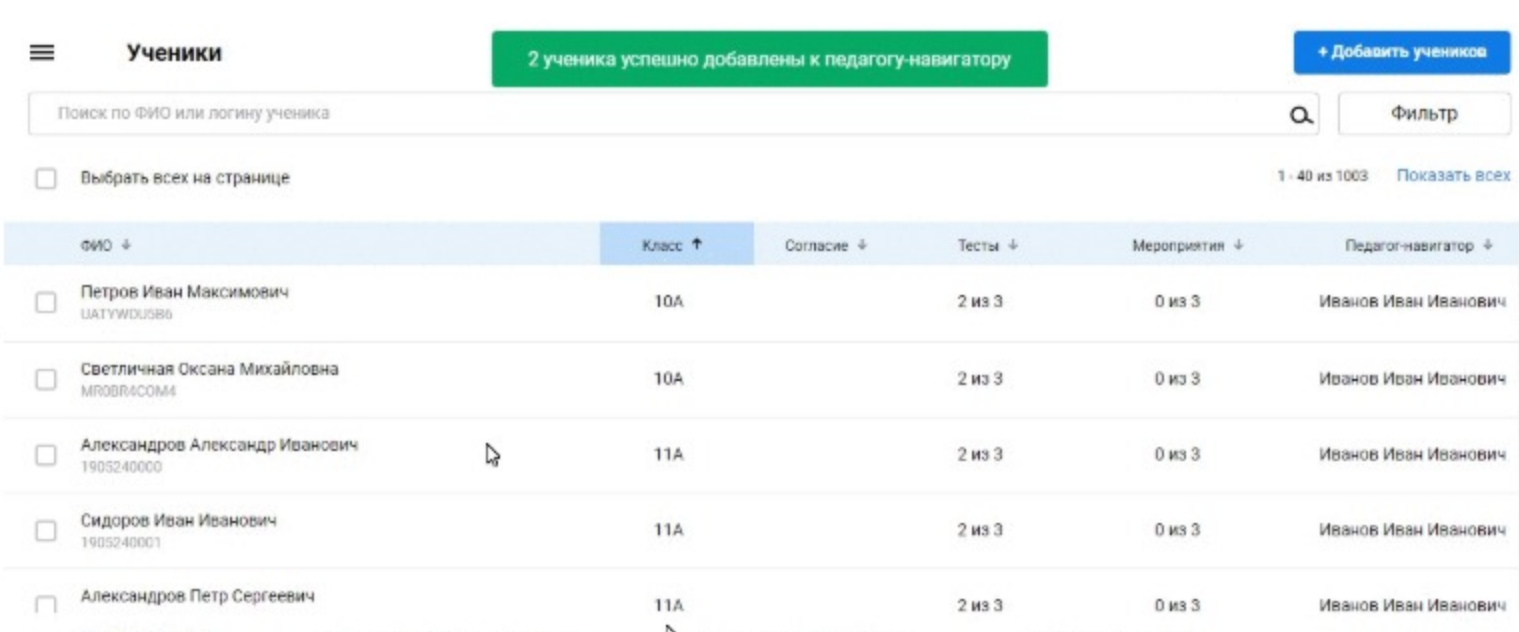 Ученики
2 ученика успешно добавлены к педагогу-навигатору
+ Добавить учеников
Поиск по ФИО или логину ученика
Фильтр
Выбрать всех на странице
1 - 40 из 1003 Показать всех
ФИО ↓ Класс ↑ Согласие ↓ Тесты ↓ Мероприятия ↓ Педагог-навигатор ↓
Петров Иван Максимович 10А 2 из 3 0 из 3 Иванов Иван Иванович
UATYWDU5B6
Светличная Оксана Михайловна 10А 2 из 3 0 из 3 Иванов Иван Иванович
MR0BR4COM4
Александров Александр Иванович 11А 2 из 3 0 из 3 Иванов Иван Иванович
1905240000
Сидоров Иван Иванович 11А 2 из 3 0 из 3 Иванов Иван Иванович
1905240001
Александров Петр Сергеевич 11А 2 из 3 0 из 3 Иванов Иван Иванович